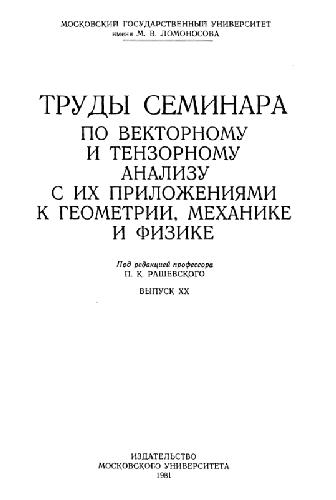 МОСКОВСКИЙ ГОСУДАРСТВЕННЫЙ УНИВЕРСИТЕТ
имени М. В. ЛОМОНОСОВА
ТРУДЫ СЕМИНАРА
ПО ВЕКТОРНОМУ
И ТЕНЗОРНОМУ
АНАЛИЗУ
С ИХ ПРИЛОЖЕНИЯМИ
К ГЕОМЕТРИИ, МЕХАНИКЕ
И ФИЗИКЕ
Под редакцией профессора
П. К. РАШЕВСКОГО
ВЫПУСК XX
ИЗДАТЕЛЬСТВО
МОСКОВСКОГО УНИВЕРСИТЕТА
1981